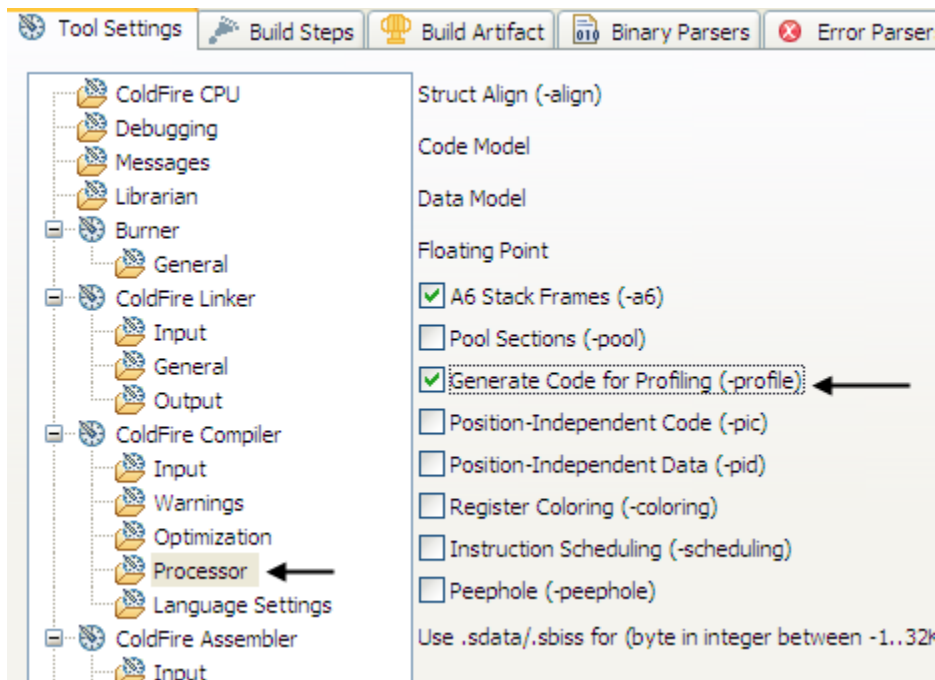 Tool Settings
Build Steps
Build Artifact
010
Binary Parsers
Error Parser
ColdFire CPU
Debugging
Messages
Librarian
Burner
General
ColdFire Linker
Input
General
Output
ColdFire Compiler
Input
Warnings
Optimization
Processor
Language Settings
ColdFire Assembler
Input
Struct Align (-align)
Code Model
Data Model
Floating Point
A6 Stack Frames (-a6)
Pool Sections (-pool)
Generate Code for Profiling (-profile)
Position-Independent Code (-pic)
Position-Independent Data (-pid)
Register Coloring (-coloring)
Instruction Scheduling (-scheduling)
Peephole (-peephole)
Use .sdata/.sbiss for (byte in integer between -1..32K